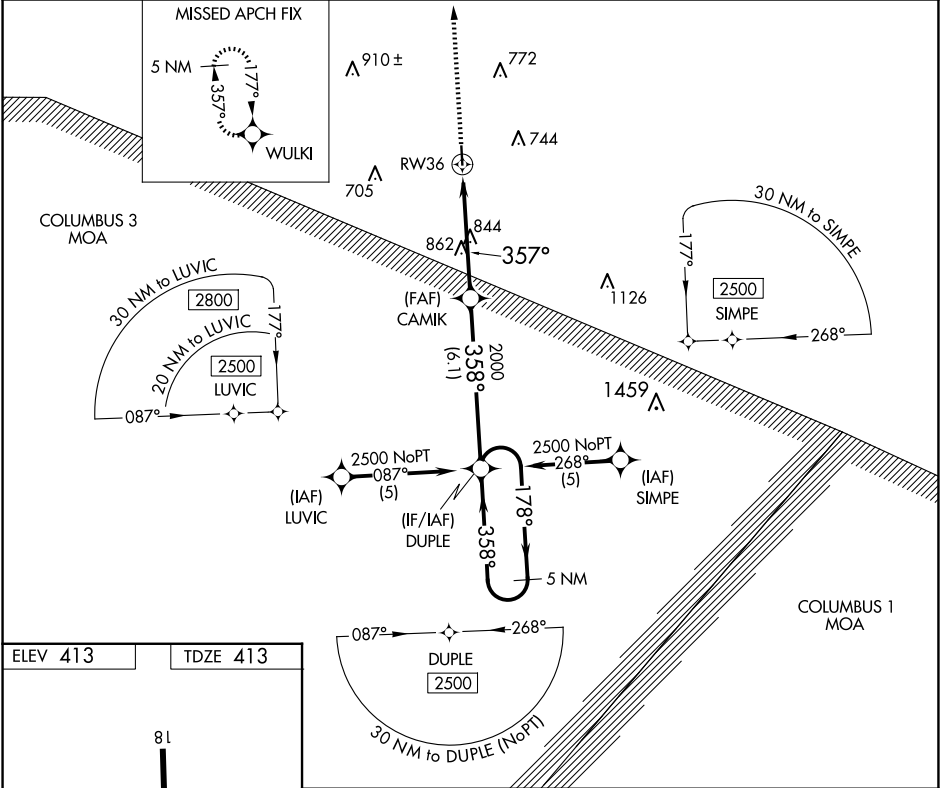 MISSED APCH FIX
5 NM
177°
357°
WULKI
910 ±
772
744
RW36
705
COLUMBUS 3
MOA
844
862
357°
30 NM to SIMPE
177°
2500
SIMPE
268°
1126
(FAF)
CAMIK
30 NM to LUVIC
2800
177°
20 NM to LUVIC
2500
LUVIC
087°
2000
358°
(6.1)
1459
2500 NoPT
087°
(5)
2500 NoPT
268°
(5)
(IAF)
LUVIC
(IAF)
SIMPE
(IF/IAF)
DUPLE
178°
358°
5 NM
COLUMBUS 1
MOA
087°
268°
DUPLE
2500
30 NM to DUPLE (NoPT)
ELEV 413
TDZE 413
18